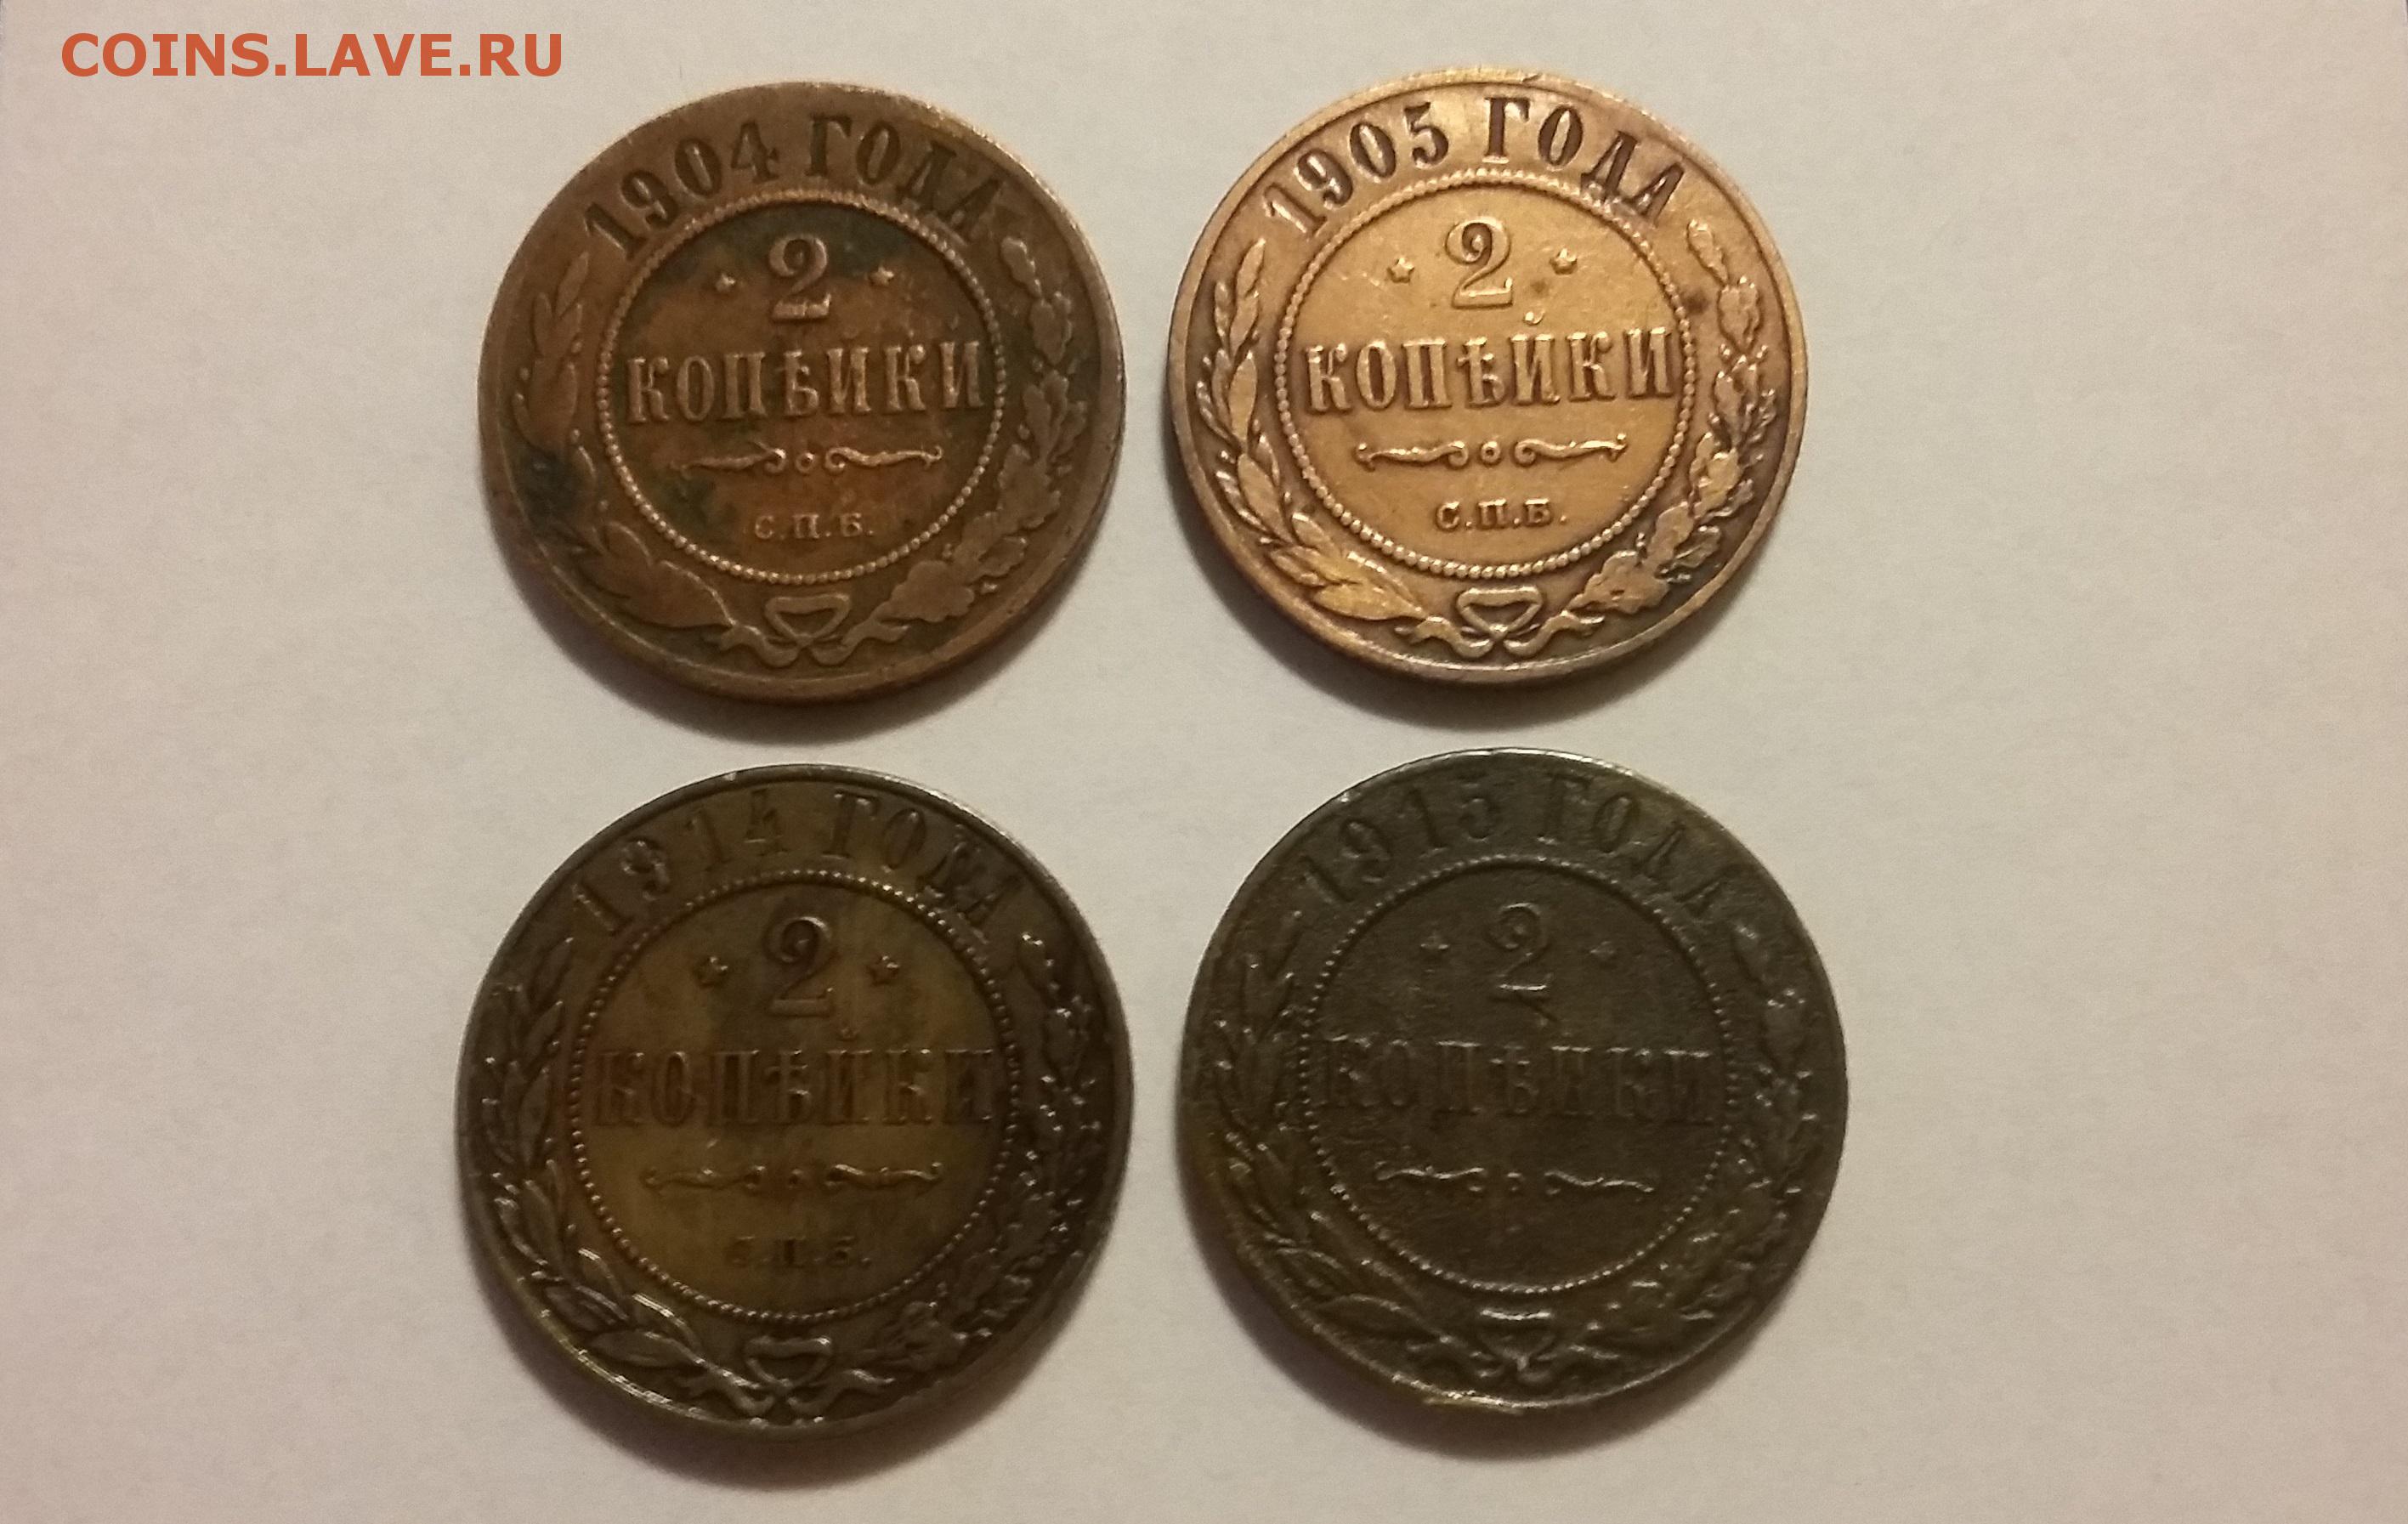 COINS.LAVE.RU
1904 ГОДА
2
КОПѢЙКИ
С.П.Б.
1905 ГОДА
2
КОПѢЙКИ
С.П.Б.
1914 ГОДА
2
КОПѢЙКИ
С.П.Б.
1915 ГОДА
2
КОПѢЙКИ